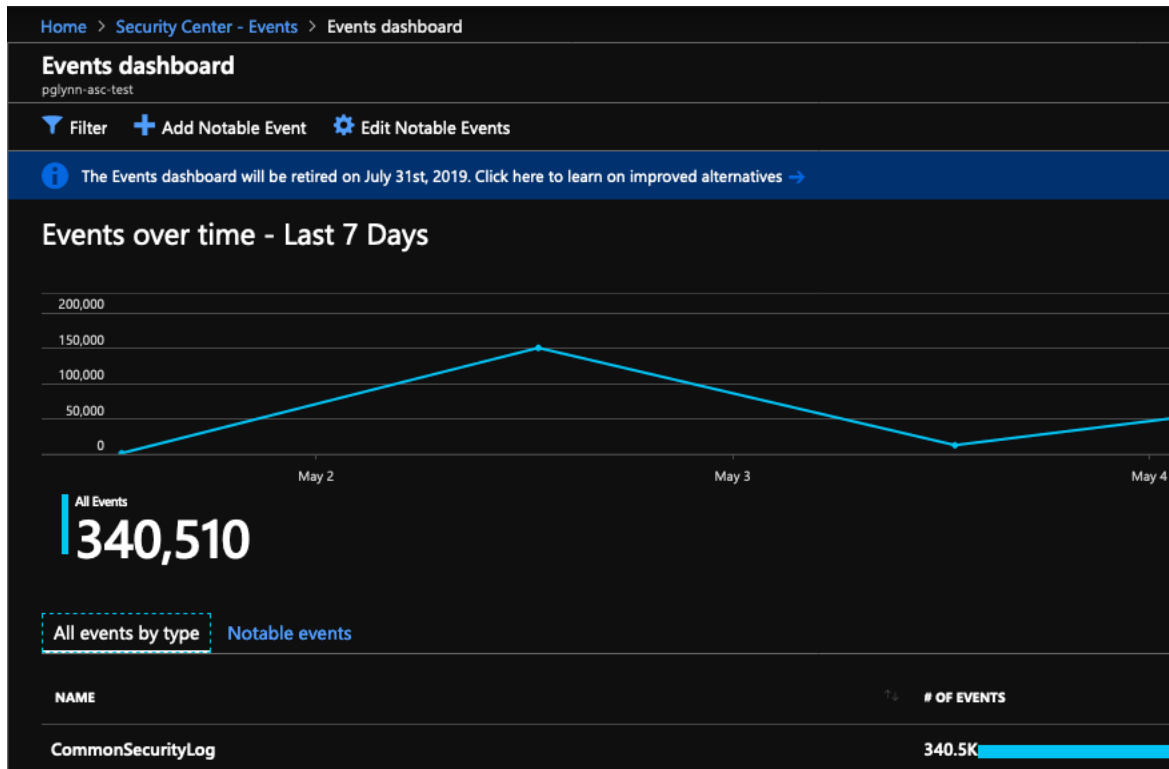 Home > Security Center - Events > Events dashboard
Events dashboard
pglynn-asc-test
Filter Add Notable Event Edit Notable Events
The Events dashboard will be retired on July 31st, 2019. Click here to learn on improved alternatives →
Events over time - Last 7 Days
200,000
150,000
100,000
50,000
0
May 2 May 3 May 4
All Events
340,510
All events by type Notable events
NAME ↑↓ # OF EVENTS
CommonSecurityLog 340.5K